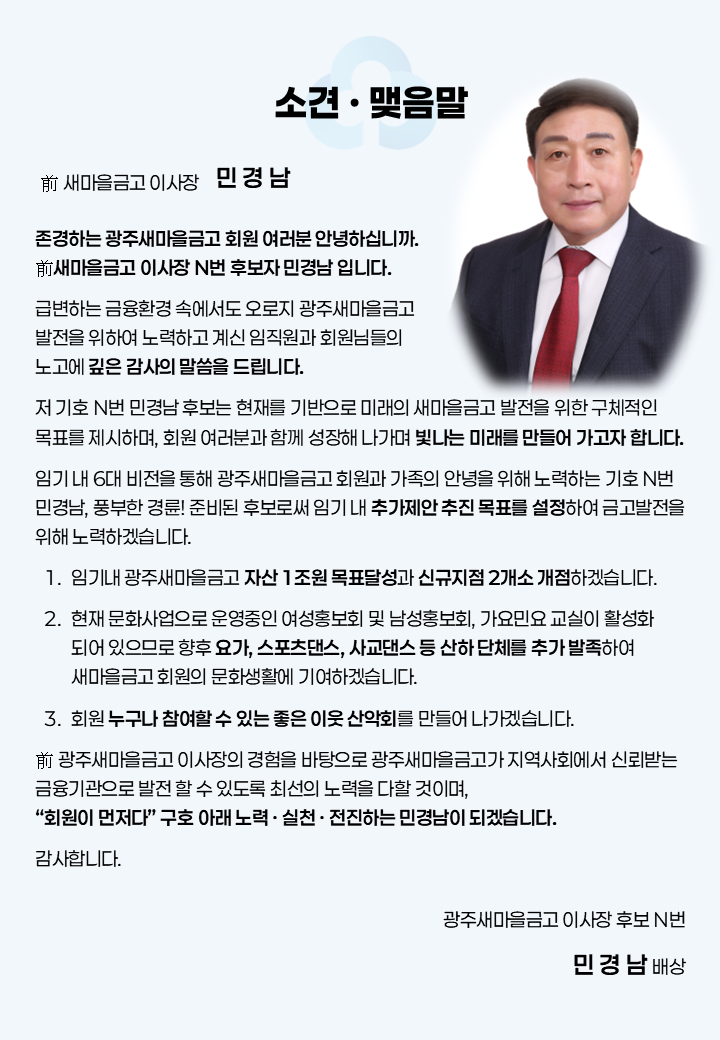 소견 · 맺음말
前 새마을금고 이사장 민 경 남
존경하는 광주새마을금고 회원 여러분 안녕하십니까.
前새마을금고 이사장 N번 후보자 민경남 입니다.
급변하는 금융환경 속에서도 오로지 광주새마을금고
발전을 위하여 노력하고 계신 임직원과 회원님들의
노고에 깊은 감사의 말씀을 드립니다.
저 기호 N번 민경남 후보는 현재를 기반으로 미래의 새마을금고 발전을 위한 구체적인
목표를 제시하며, 회원 여러분과 함께 성장해 나가며 빛나는 미래를 만들어 가고자 합니다.
임기 내 6대 비전을 통해 광주새마을금고 회원과 가족의 안녕을 위해 노력하는 기호 N번
민경남, 풍부한 경륜! 준비된 후보로써 임기 내 추가제안 추진 목표를 설정하여 금고발전을
위해 노력하겠습니다.
1. 임기내 광주새마을금고 자산 1조원 목표달성과 신규지점 2개소 개점하겠습니다.
2. 현재 문화사업으로 운영중인 여성홍보회 및 남성홍보회, 가요민요 교실이 활성화
되어 있으므로 향후 요가, 스포츠댄스, 사교댄스 등 산하 단체를 추가 발족하여
새마을금고 회원의 문화생활에 기여하겠습니다.
3. 회원 누구나 참여할 수 있는 좋은 이웃 산악회를 만들어 나가겠습니다.
前 광주새마을금고 이사장의 경험을 바탕으로 광주새마을금고가 지역사회에서 신뢰받는
금융기관으로 발전 할 수 있도록 최선의 노력을 다할 것이며,
“회원이 먼저다” 구호 아래 노력 · 실천 · 전진하는 민경남이 되겠습니다.
감사합니다.
광주새마을금고 이사장 후보 N번
민 경 남 배상